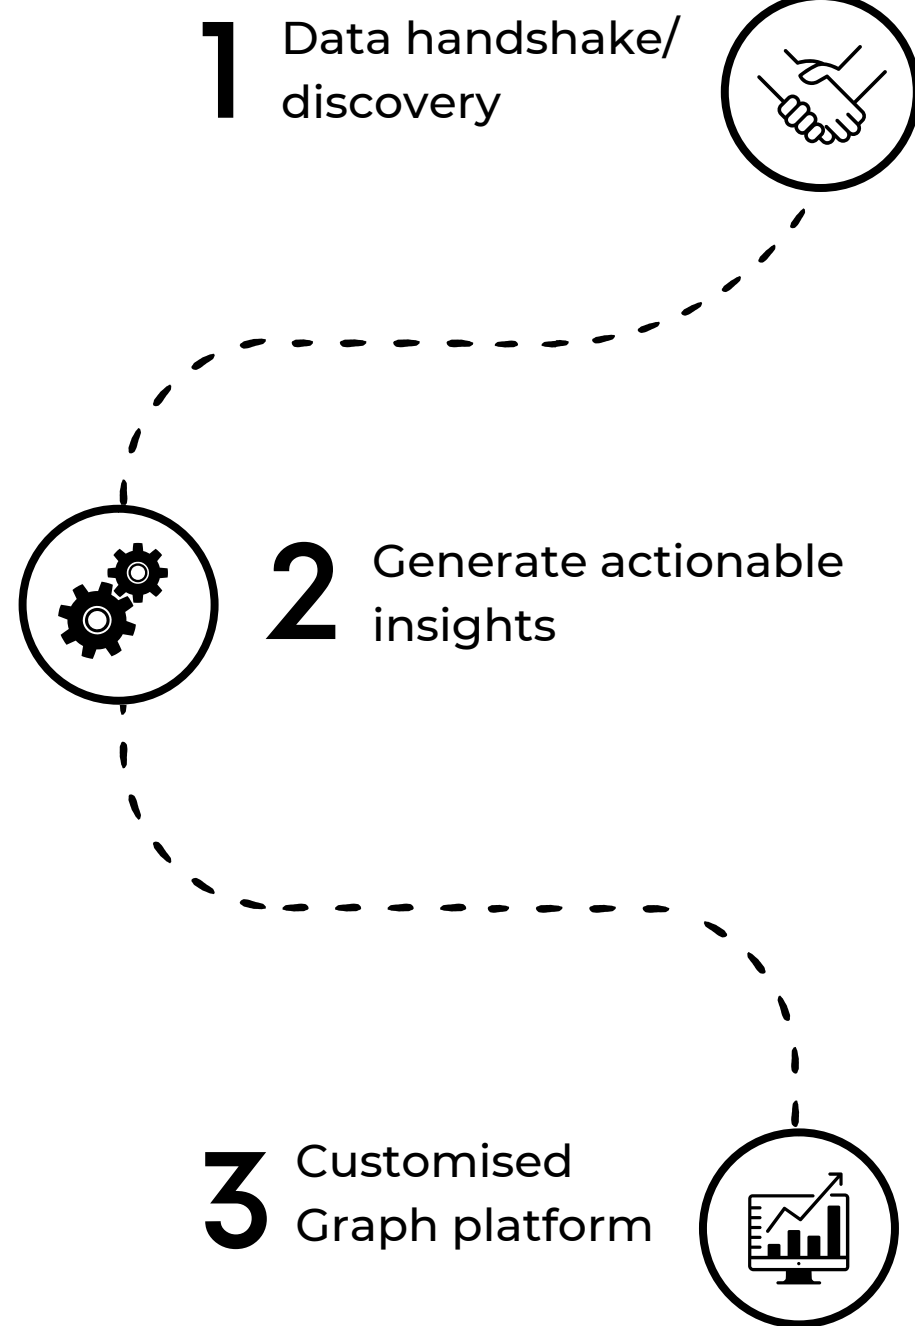 1 Data handshake/
discovery
2 Generate actionable
insights
3 Customised
Graph platform